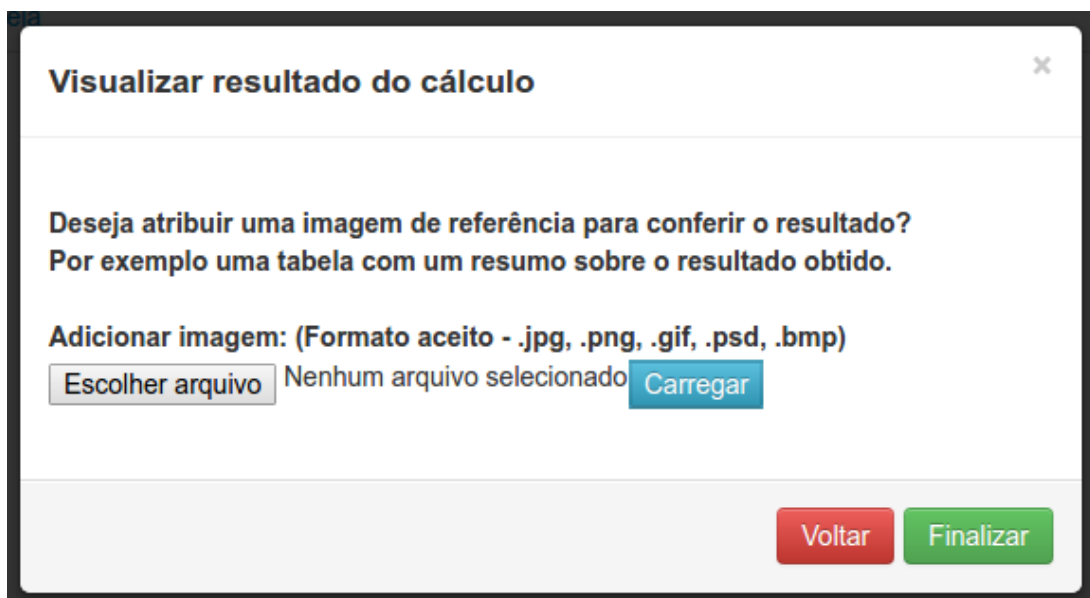 eja
Visualizar resultado do cálculo ×
Deseja atribuir uma imagem de referência para conferir o resultado?
Por exemplo uma tabela com um resumo sobre o resultado obtido.
Adicionar imagem: (Formato aceito - .jpg, .png, .gif, .psd, .bmp)
Escolher arquivo Nenhum arquivo selecionado Carregar
Voltar Finalizar